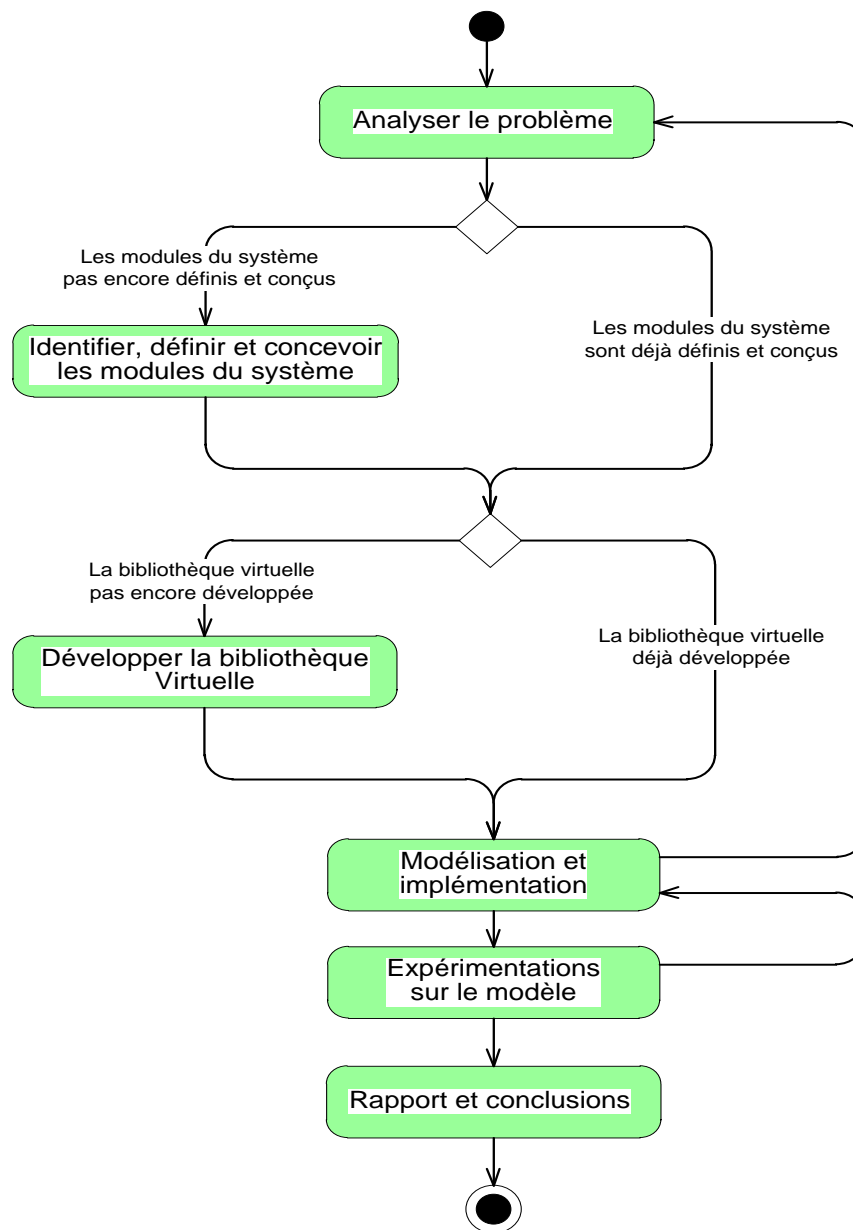 Analyser le problème
Les modules du système
pas encore définis et conçus
Les modules du système
sont déjà définis et conçus
Identifier, définir et concevoir
les modules du système
La bibliothèque virtuelle
pas encore développée
La bibliothèque virtuelle
déjà développée
Développer la bibliothèque
Virtuelle
Modélisation et
implémentation
Expérimentations
sur le modèle
Rapport et conclusions